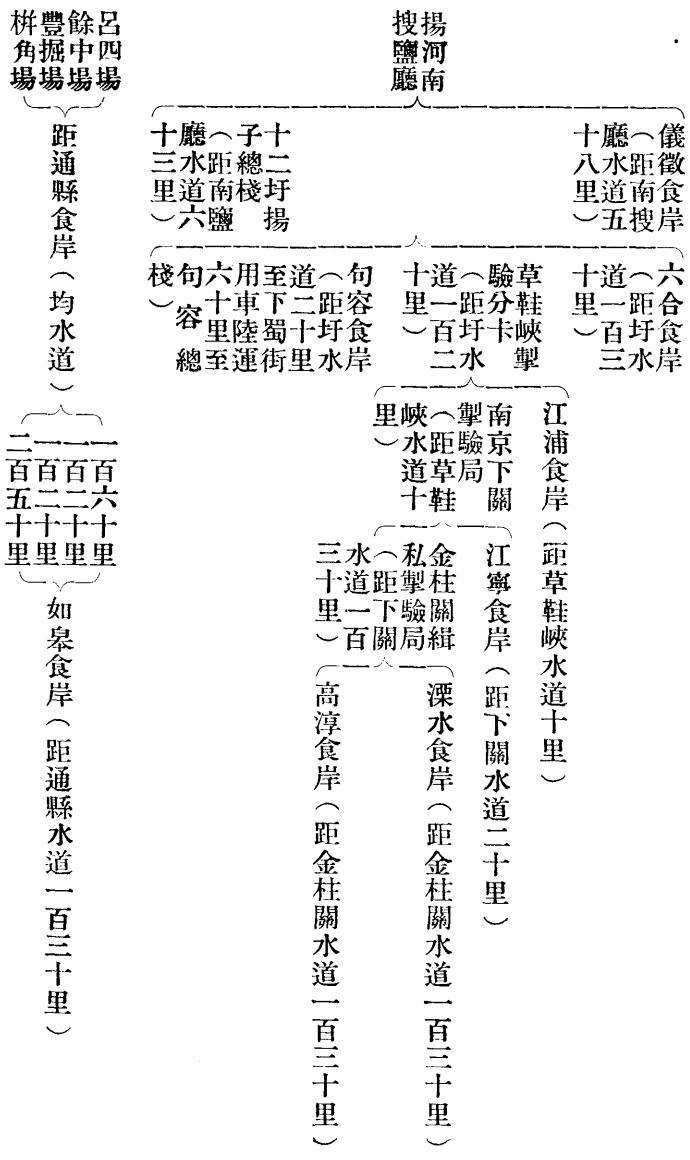 揚河南
搜鹽廳
儀徵食岸
（距南搜
廳水道五
十八里）
十二圩揚
子總棧
（距南鹽
廳水道六
十三里）
六合食岸
（距圩水
道一百三
十里）
草鞋峽掣
驗分卡
（距圩水
道一百二
十里）
句容食岸
（距圩水
道二十里
至下蜀街
用車陸運
六十里至
句容總
棧）
江浦食岸（距草鞋峽水道十里）
南京下關
掣驗局
（距草鞋
峽水道十
里）
江寧食岸（距下關水道二十里）
金柱關緝
私掣驗局
（距下關
水道一百
三十里）
溧水食岸（距金柱關水道一百三十里）
高淳食岸（距金柱關水道一百三十里）
呂四場
餘中場
豐掘場
栟角場
距通縣食岸（均水道）
一百六十里
一百二十里
一百二十里
二百五十里
如皋食岸（距通縣水道一百三十里）